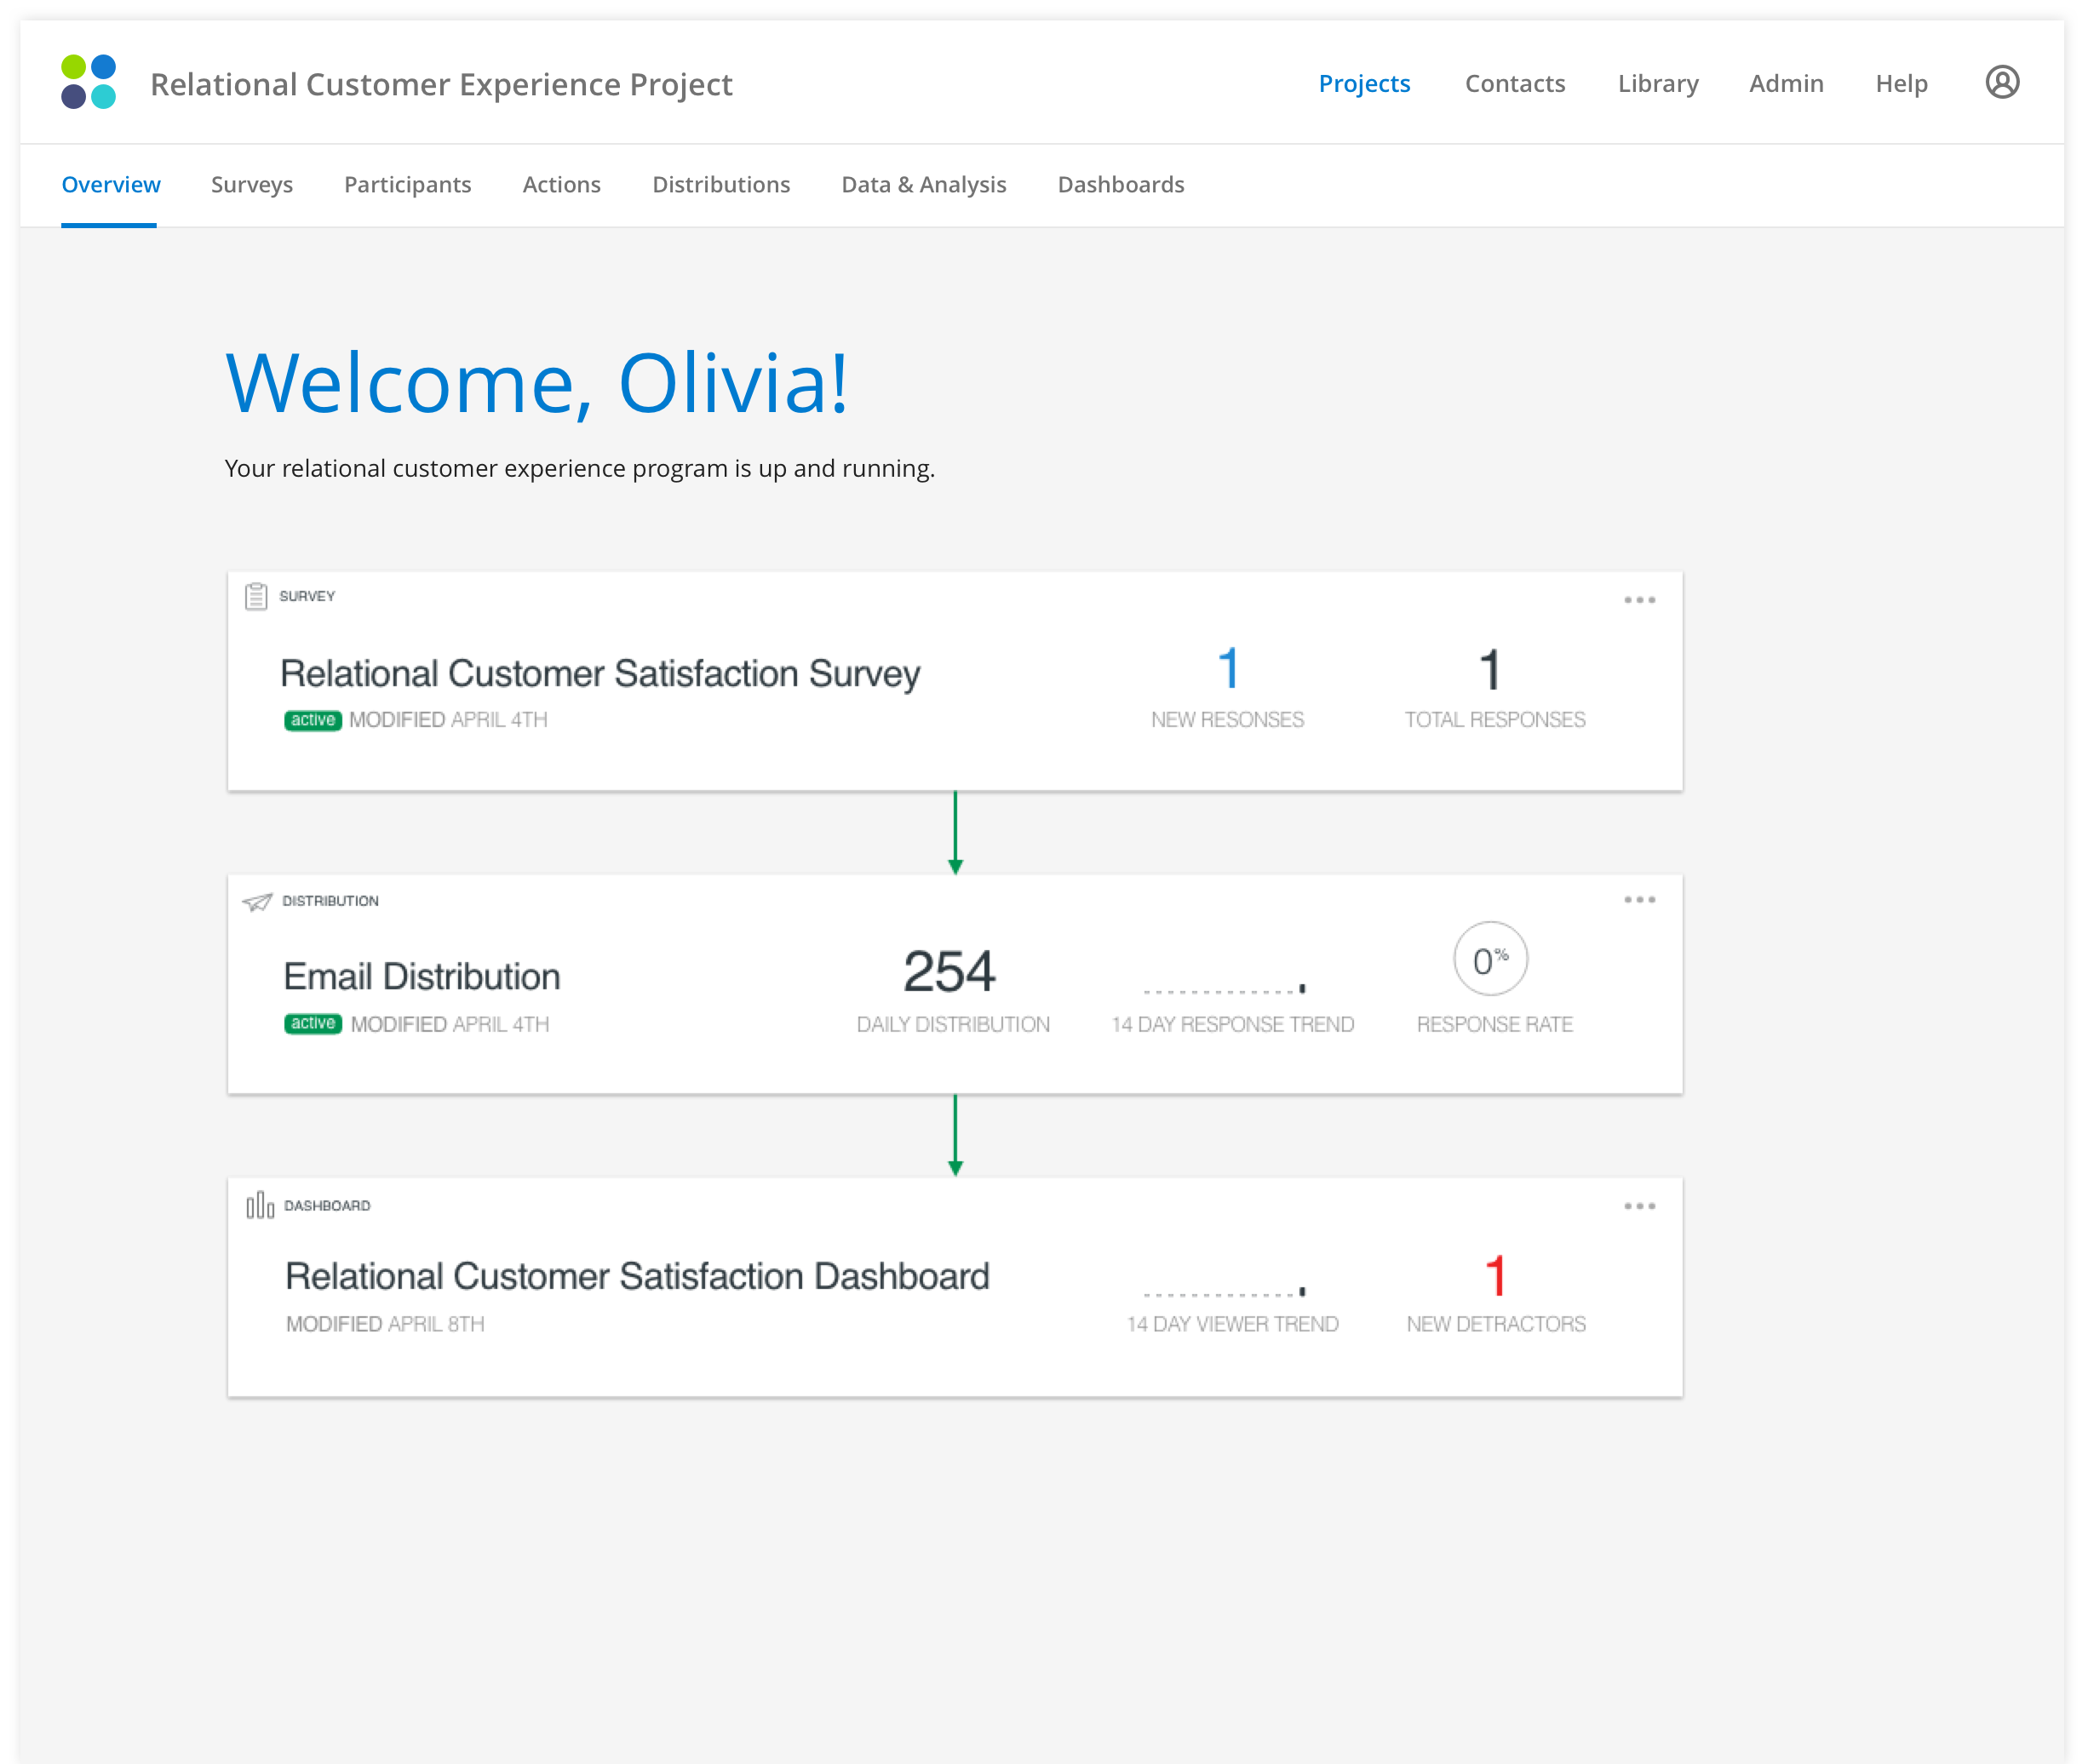 Relational Customer Experience Project
Projects Contacts Library Admin Help
Overview Surveys Participants Actions Distributions Data & Analysis Dashboards
Welcome, Olivia!
Your relational customer experience program is up and running.
SURVEY
Relational Customer Satisfaction Survey
1
1
active MODIFIED APRIL 4TH
NEW RESONSES
TOTAL RESPONSES
DISTRIBUTION
Email Distribution
254
0%
active MODIFIED APRIL 4TH
DAILY DISTRIBUTION
14 DAY RESPONSE TREND
RESPONSE RATE
DASHBOARD
Relational Customer Satisfaction Dashboard
1
MODIFIED APRIL 8TH
14 DAY VIEWER TREND
NEW DETRACTORS